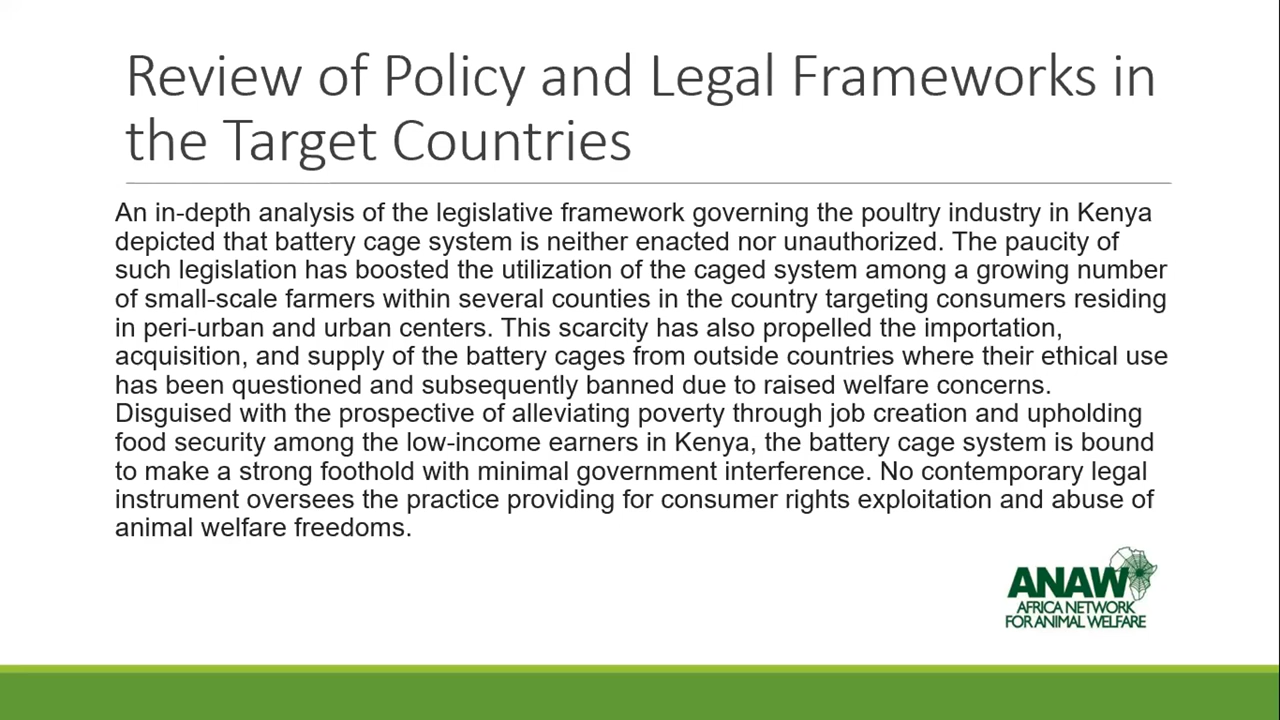 Review of Policy and Legal Frameworks in
the Target Countries
An in-depth analysis of the legislative framework governing the poultry industry in Kenya
depicted that battery cage system is neither enacted nor unauthorized. The paucity of
such legislation has boosted the utilization of the caged system among a growing number
of small-scale farmers within several counties in the country targeting consumers residing
in peri-urban and urban centers. This scarcity has also propelled the importation,
acquisition, and supply of the battery cages from outside countries where their ethical use
has been questioned and subsequently banned due to raised welfare concerns.
Disguised with the prospective of alleviating poverty through job creation and upholding
food security among the low-income earners in Kenya, the battery cage system is bound
to make a strong foothold with minimal government interference. No contemporary legal
instrument oversees the practice providing for consumer rights exploitation and abuse of
animal welfare freedoms.
ANAW
AFRICA NETWORK
FOR ANIMAL WELFARE